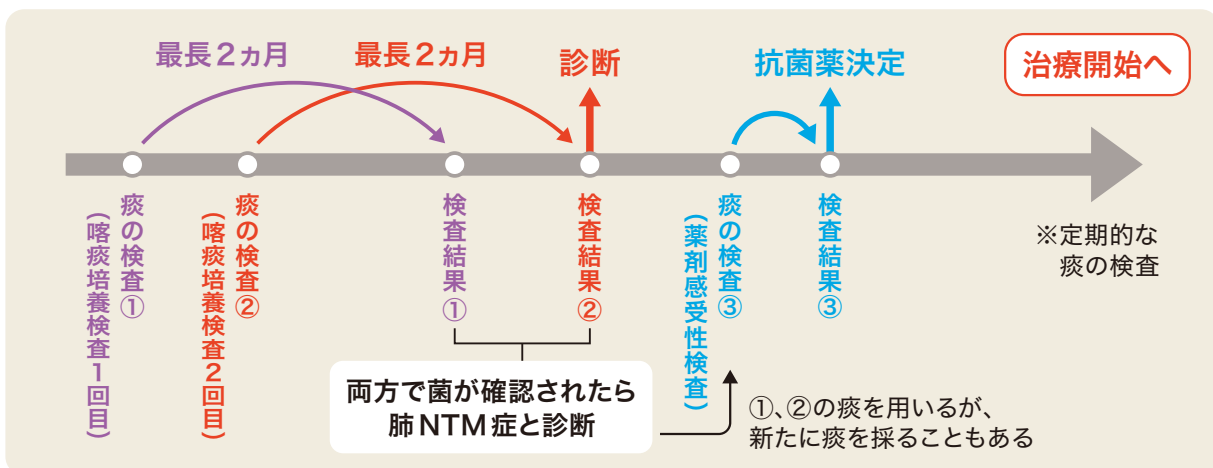 最長2ヵ月
最長2ヵ月
診断
抗菌薬決定
治療開始へ
痰の検査①
(喀痰培養検査1回目)
痰の検査②
(喀痰培養検査2回目)
検査結果①
検査結果②
痰の検査③
(薬剤感受性検査)
検査結果③
※定期的な
痰の検査
両方で菌が確認されたら
肺NTM症と診断
①、②の痰を用いるが、
新たに痰を採ることもある